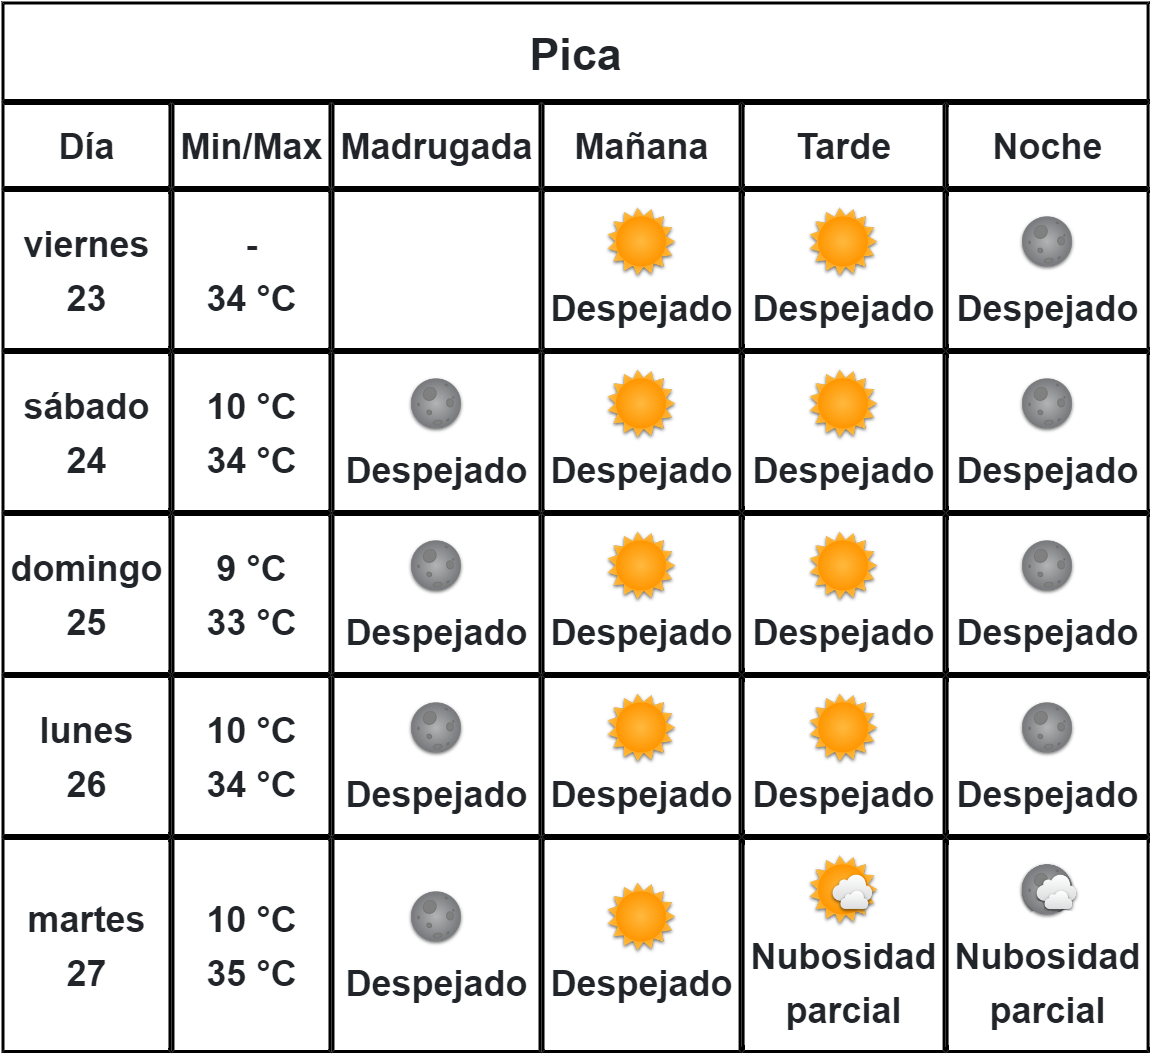 Pica
Día Min/Max Madrugada Mañana Tarde Noche
viernes
23
-
34 °C
Despejado
Despejado
Despejado
sábado
24
10 °C
34 °C
Despejado
Despejado
Despejado
Despejado
domingo
25
9 °C
33 °C
Despejado
Despejado
Despejado
Despejado
lunes
26
10 °C
34 °C
Despejado
Despejado
Despejado
Despejado
martes
27
10 °C
35 °C
Despejado
Despejado
Nubosidad
parcial
Nubosidad
parcial